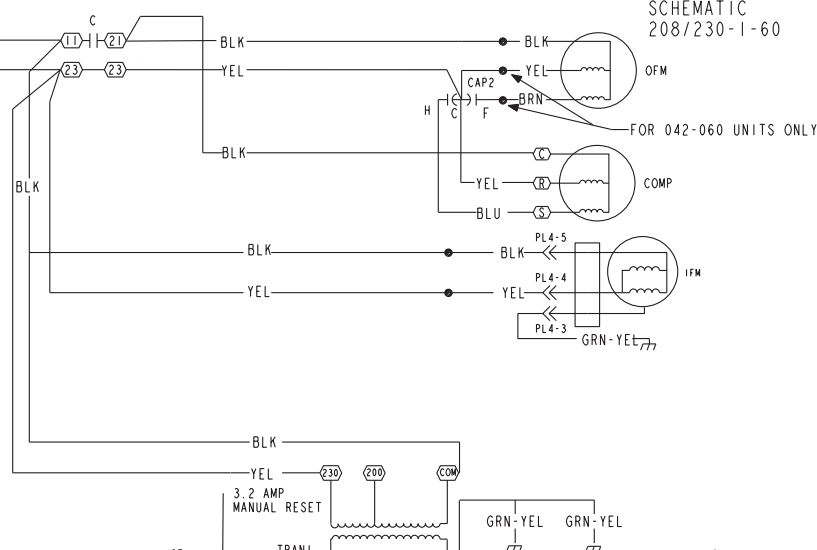 SCHEMATIC
208/230-1-60
C
11 21 BLK BLK
23 23 YEL YEL OFM
CAP2
BRN
H C F
FOR 042-060 UNITS ONLY
BLK C
BLK YEL R COMP
BLU S
PL4-5
BLK BLK
IFM
PL4-4
YEL YEL
PL4-3
GRN-YEL
BLK
YEL 230 200 COM
3.2 AMP
MANUAL RESET
GRN-YEL GRN-YEL
TRAN1